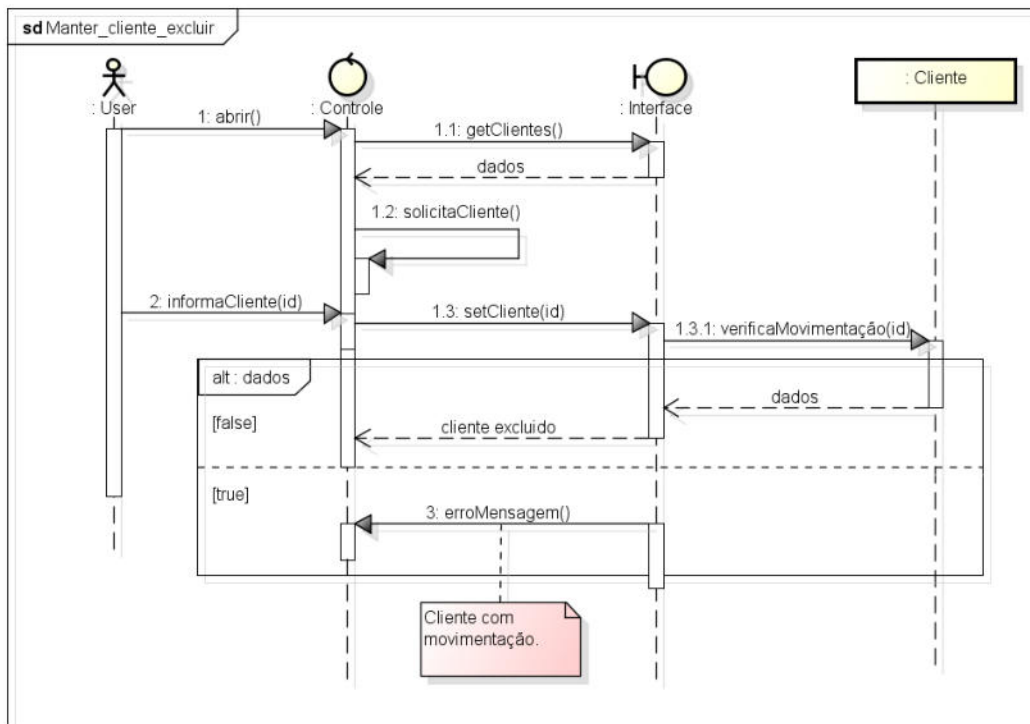 sd Manter_cliente_excluir
: User
: Controle
: Interface
: Cliente
1: abrir()
1.1: getClientes()
dados
1.2: solicitaCliente()
2: informaCliente(id)
1.3: setCliente(id)
1.3.1: verificaMovimentação(id)
alt : dados
dados
[false]
cliente excluido
[true]
3: erroMensagem()
Cliente com
movimentação.